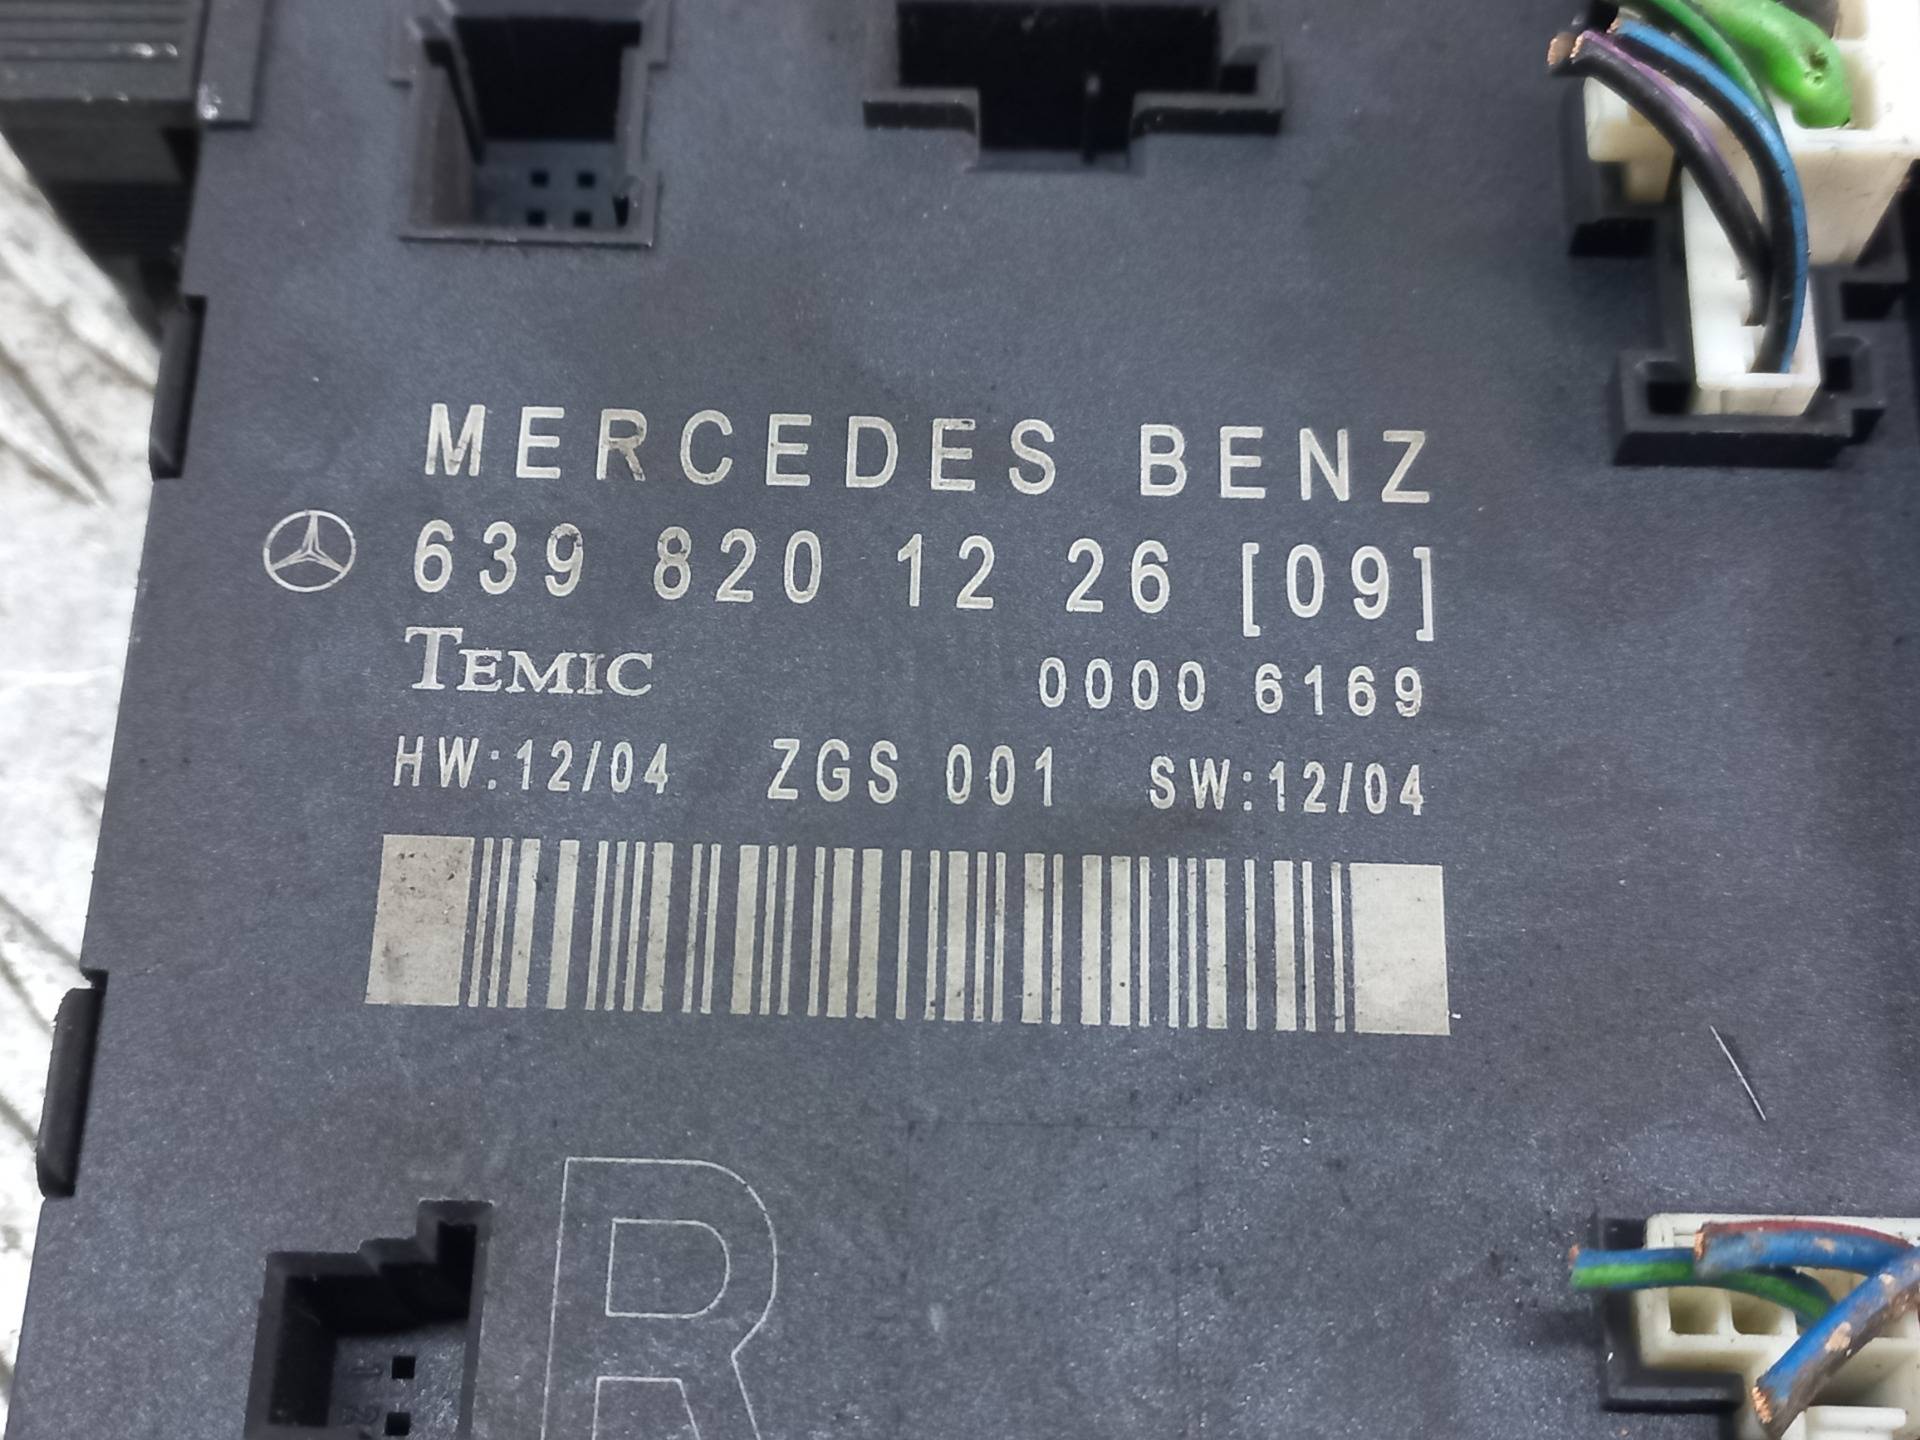 MERCEDES BENZ
639 820 12 26 [09]
TEMIC 0000 6169
HW:12/04 ZGS 001 SW:12/04
R